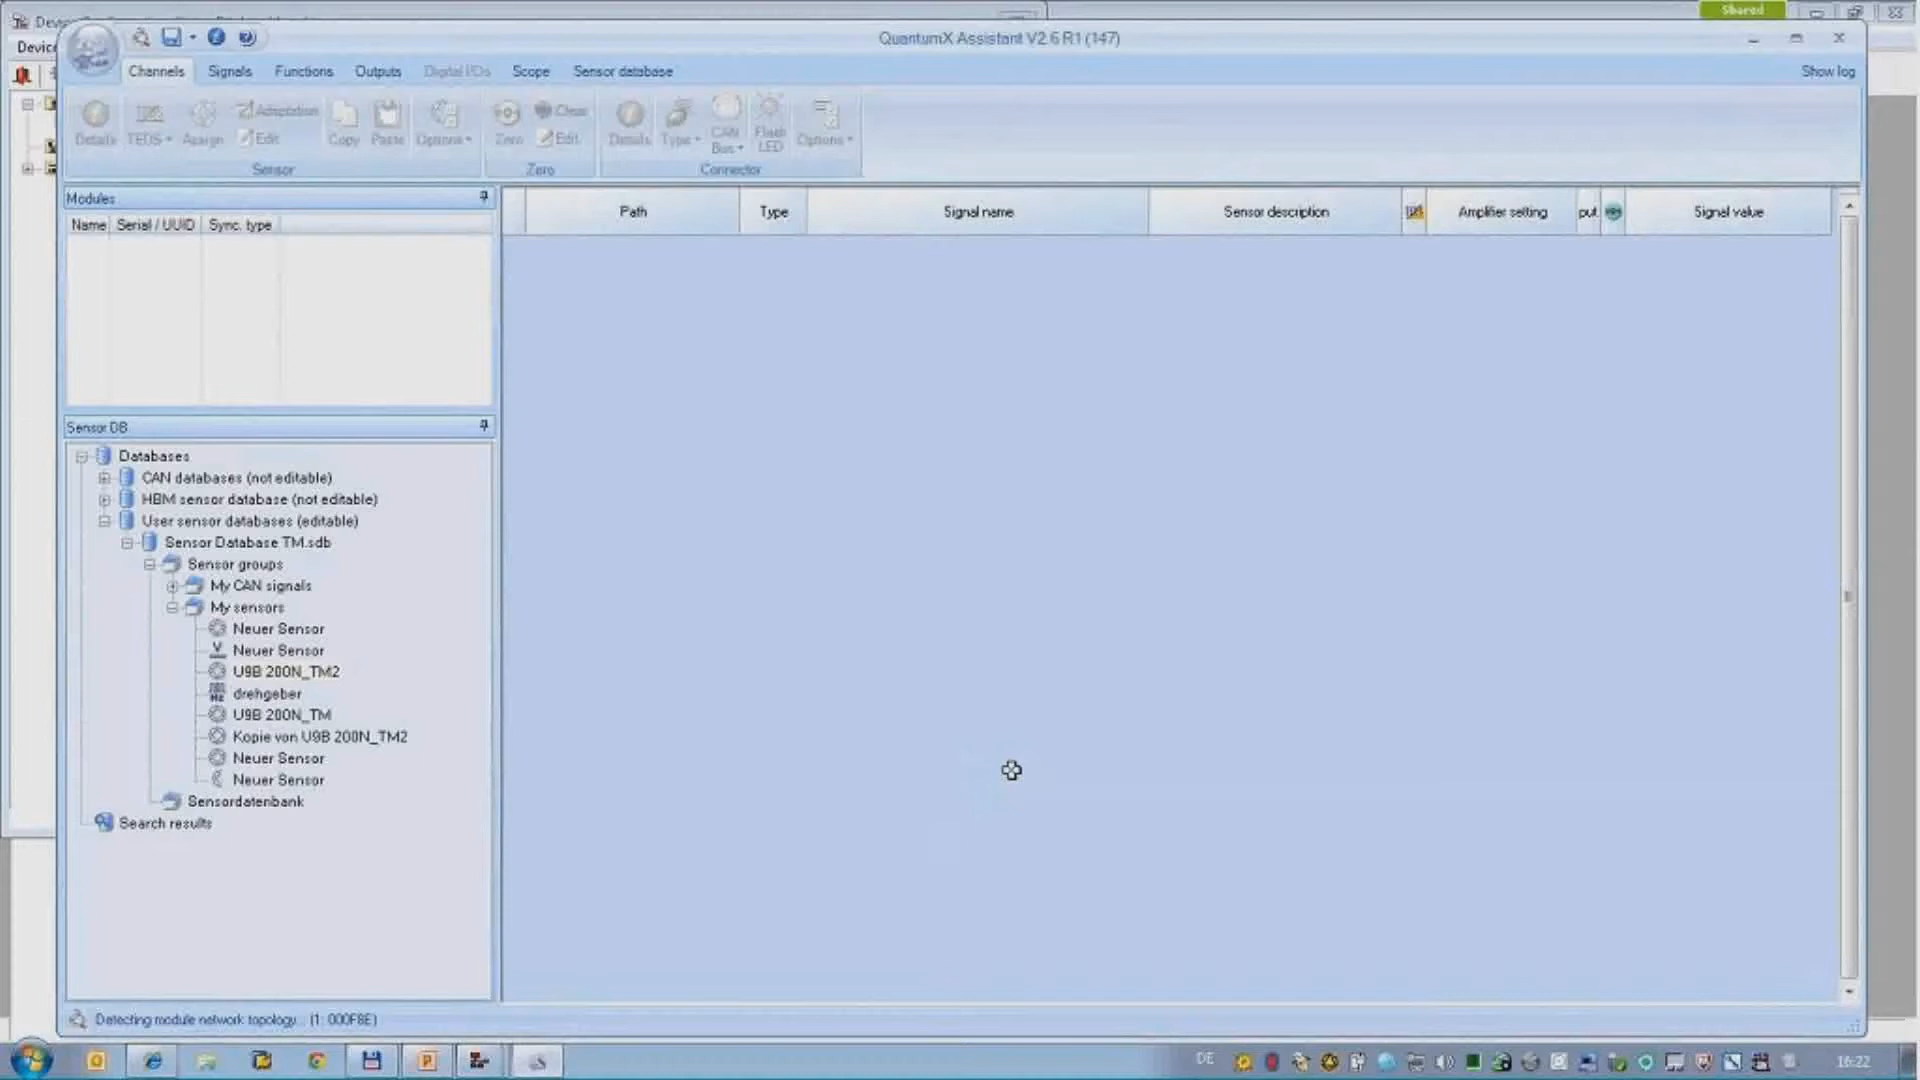 Shared
QuantumX Assistant V2.6 R1 (147)
Channels Signals Functions Outputs Digital I/Os Scope Sensor database Show log
Details TEDS Assign Adaptation Edit Copy Paste Options Zero Clear Edit Details Type CAN Bus Flash LED Options
Sensor Zero Connector
Modules
Name Serial / UUID Sync. type
Path Type Signal name Sensor description Amplifier setting put Signal value
Sensor DB
Databases
CAN databases (not editable)
HBM sensor database (not editable)
User sensor databases (editable)
Sensor Database TM.sdb
Sensor groups
My CAN signals
My sensors
Neuer Sensor
Neuer Sensor
U9B 200N_TM2
drehgeber
U9B 200N_TM
Kopie von U9B 200N_TM2
Neuer Sensor
Neuer Sensor
Sensordatenbank
Search results
Detecting module network topology... (1: 000F8E)
DE 16:22